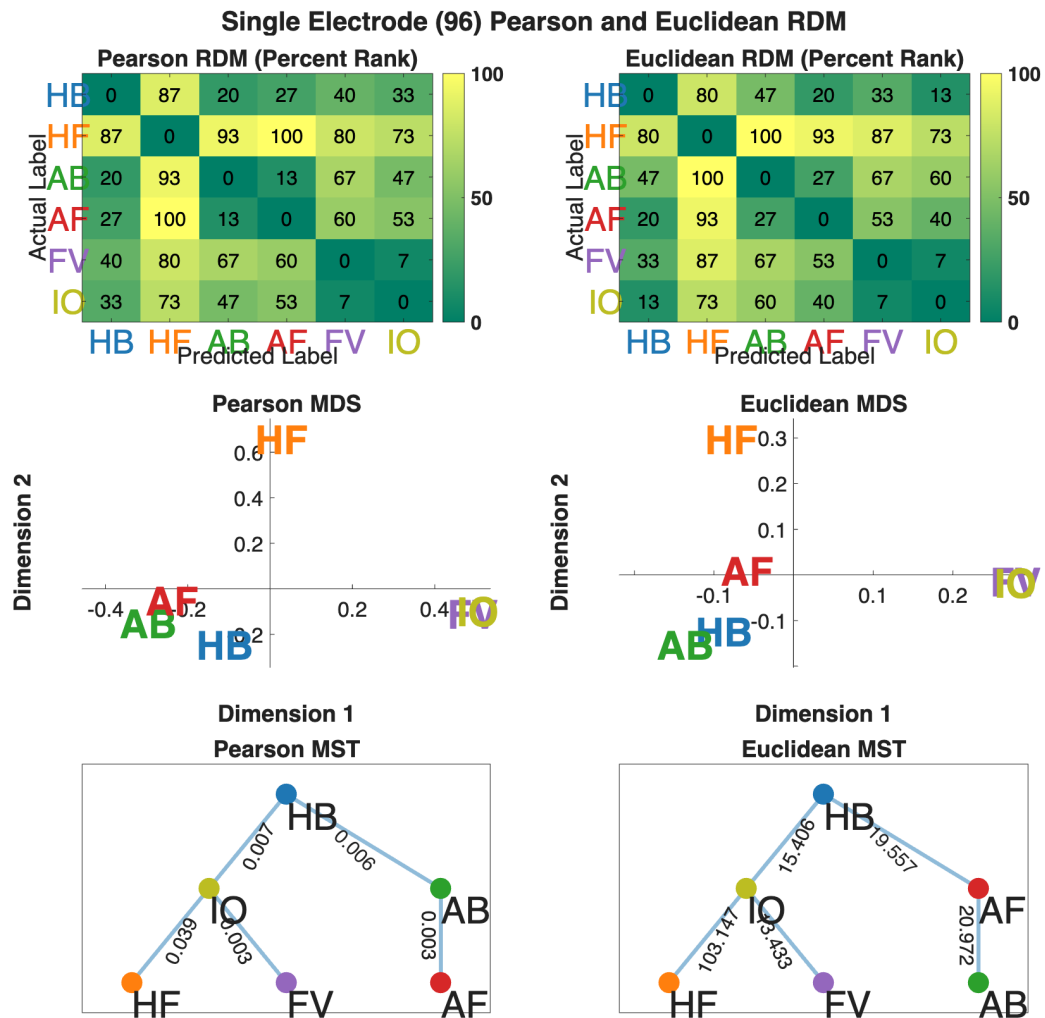 Single Electrode (96) Pearson and Euclidean RDM
Pearson RDM (Percent Rank)
Actual Label
HB 0 87 20 27 40 33
HF 87 0 93 100 80 73
AB 20 93 0 13 67 47
AF 27 100 13 0 60 53
FV 40 80 67 60 0 7
IO 33 73 47 53 7 0
HB HF AB AF FV IO
Predicted Label
100
50
0
Euclidean RDM (Percent Rank)
Actual Label
HB 0 80 47 20 33 13
HF 80 0 100 93 87 73
AB 47 100 0 27 67 60
AF 20 93 27 0 53 40
FV 33 87 67 53 0 7
IO 13 73 60 40 7 0
HB HF AB AF FV IO
Predicted Label
100
50
0
Pearson MDS
Dimension 2
HF
0.6
0.4
0.2
-0.4 -0.2 0.2 0.4
AF
AB
HB
FV
IO
Dimension 1
Euclidean MDS
Dimension 2
HF
0.3
0.2
0.1
AF
-0.1 0.1 0.2
FV
IO
-0.1
HB
AB
Dimension 1
Pearson MST
HB
0.007
0.006
IO
AB
0.039
0.003
0.003
HF
FV
AF
Euclidean MST
HB
15.406
19.557
IO
AF
103.147
20.972
HF
FV
AB